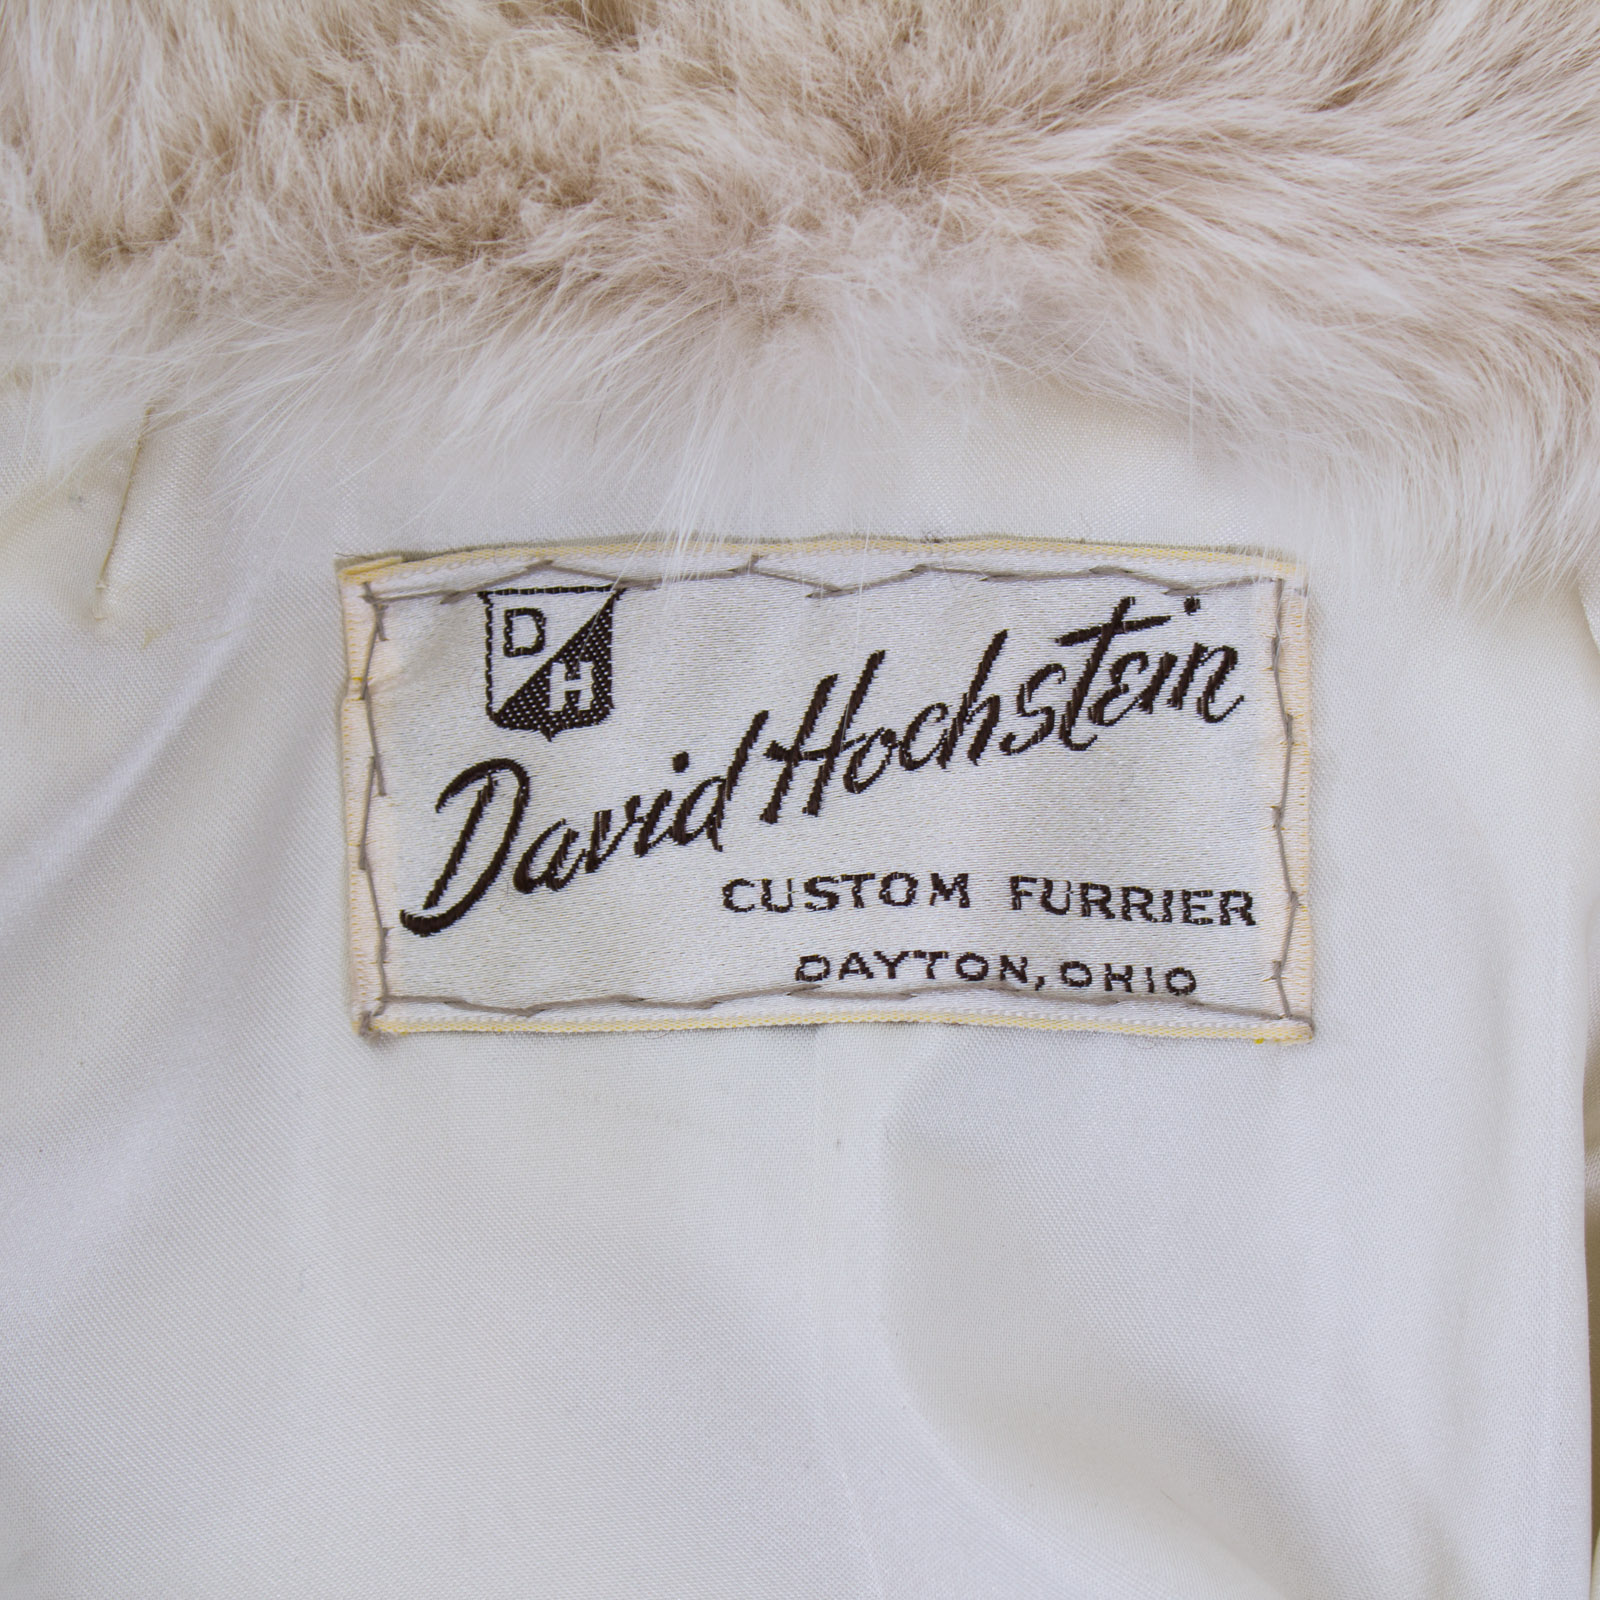 D
H
David Hochstein
CUSTOM FURRIER
DAYTON, OHIO